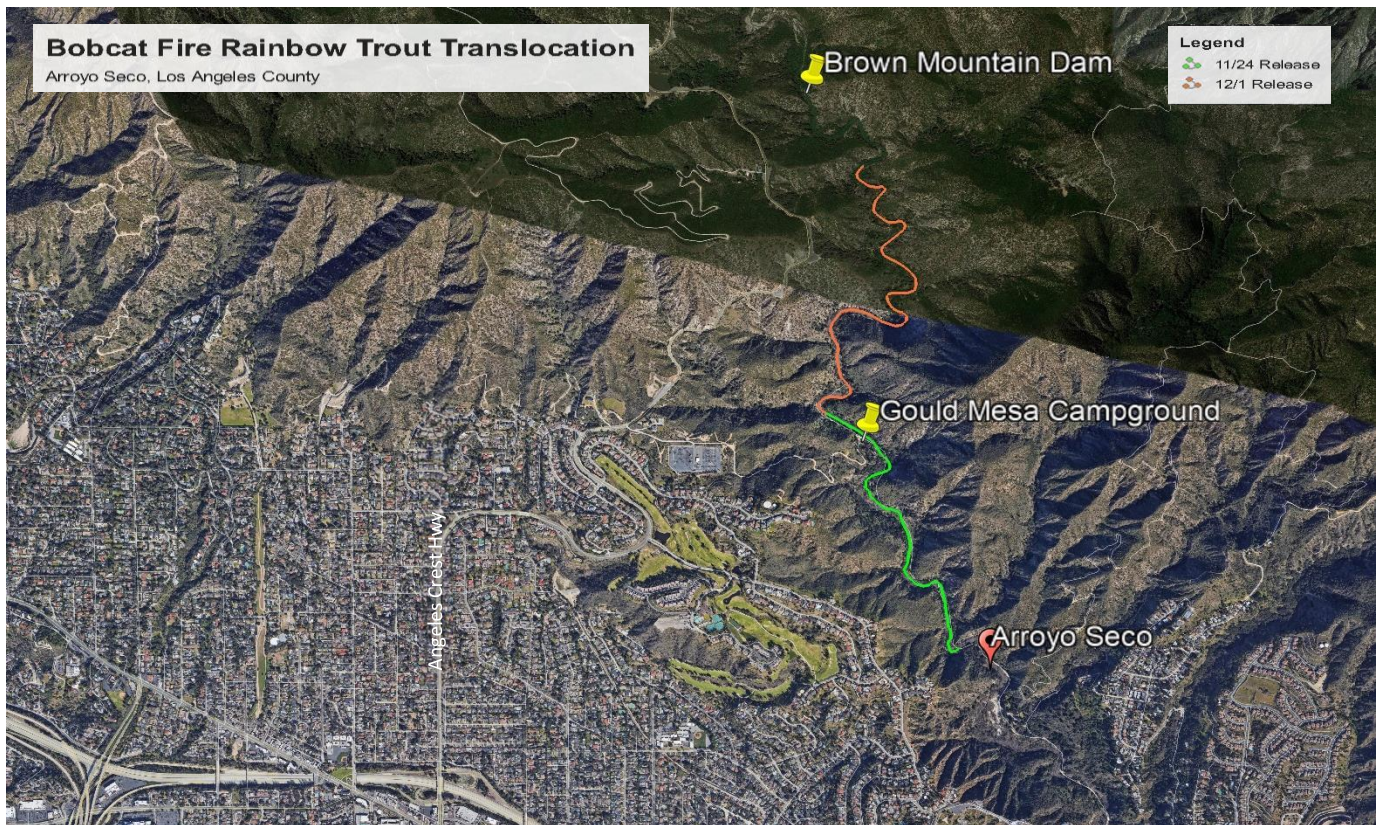 Bobcat Fire Rainbow Trout Translocation
Arroyo Seco, Los Angeles County
Brown Mountain Dam
Legend
11/24 Release
12/1 Release
Gould Mesa Campground
Angeles Crest Hwy
Arroyo Seco